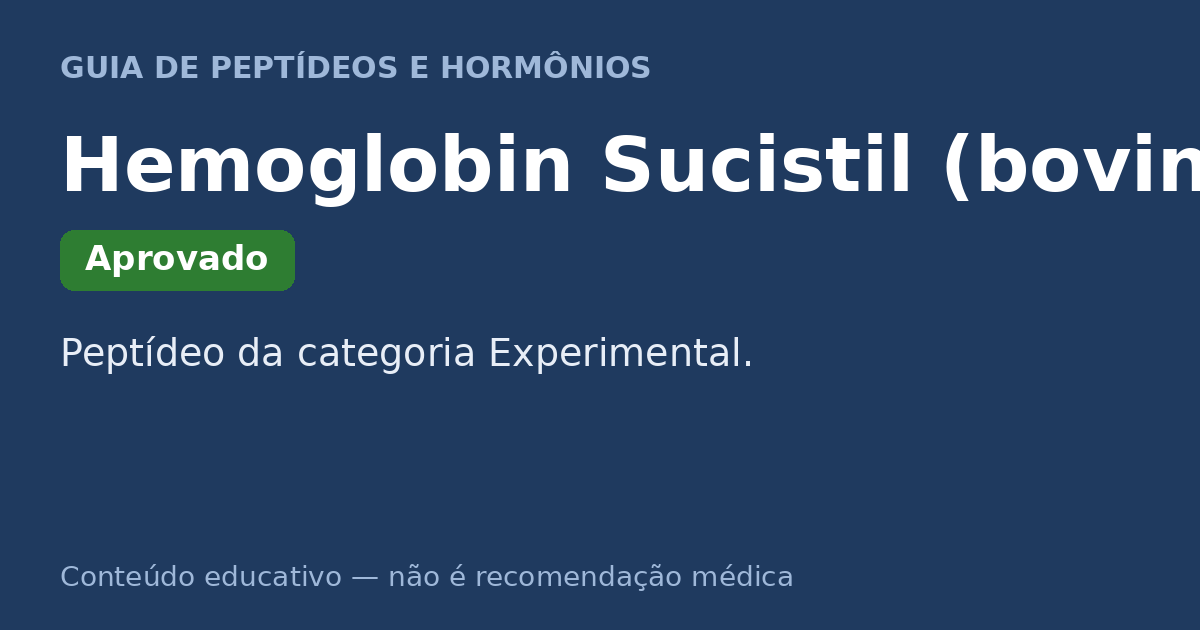 GUIA DE PEPTÍDEOS E HORMÔNIOS
Hemoglobin Sucistil (bovin
Aprovado
Peptídeo da categoria Experimental.
Conteúdo educativo — não é recomendação médica